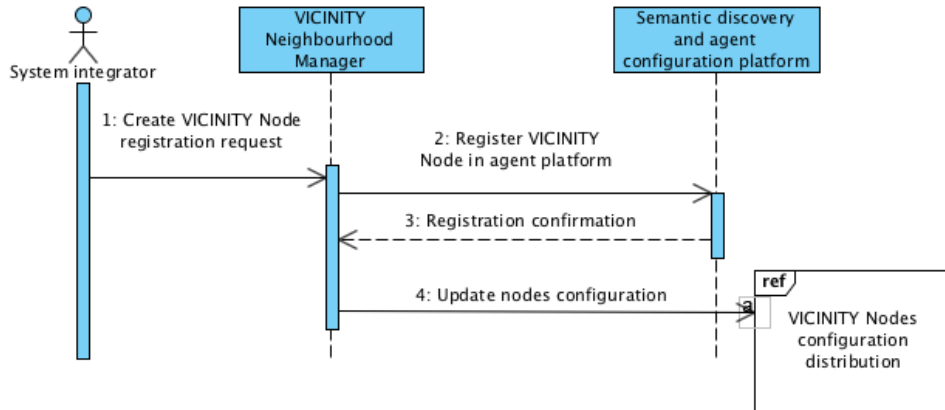 VICINITY
Neighbourhood
Manager
Semantic discovery
and agent
configuration platform
System integrator
1: Create VICINITY Node
registration request
2: Register VICINITY
Node in agent platform
3: Registration confirmation
4: Update nodes configuration
ref
a
VICINITY Nodes
configuration
distribution